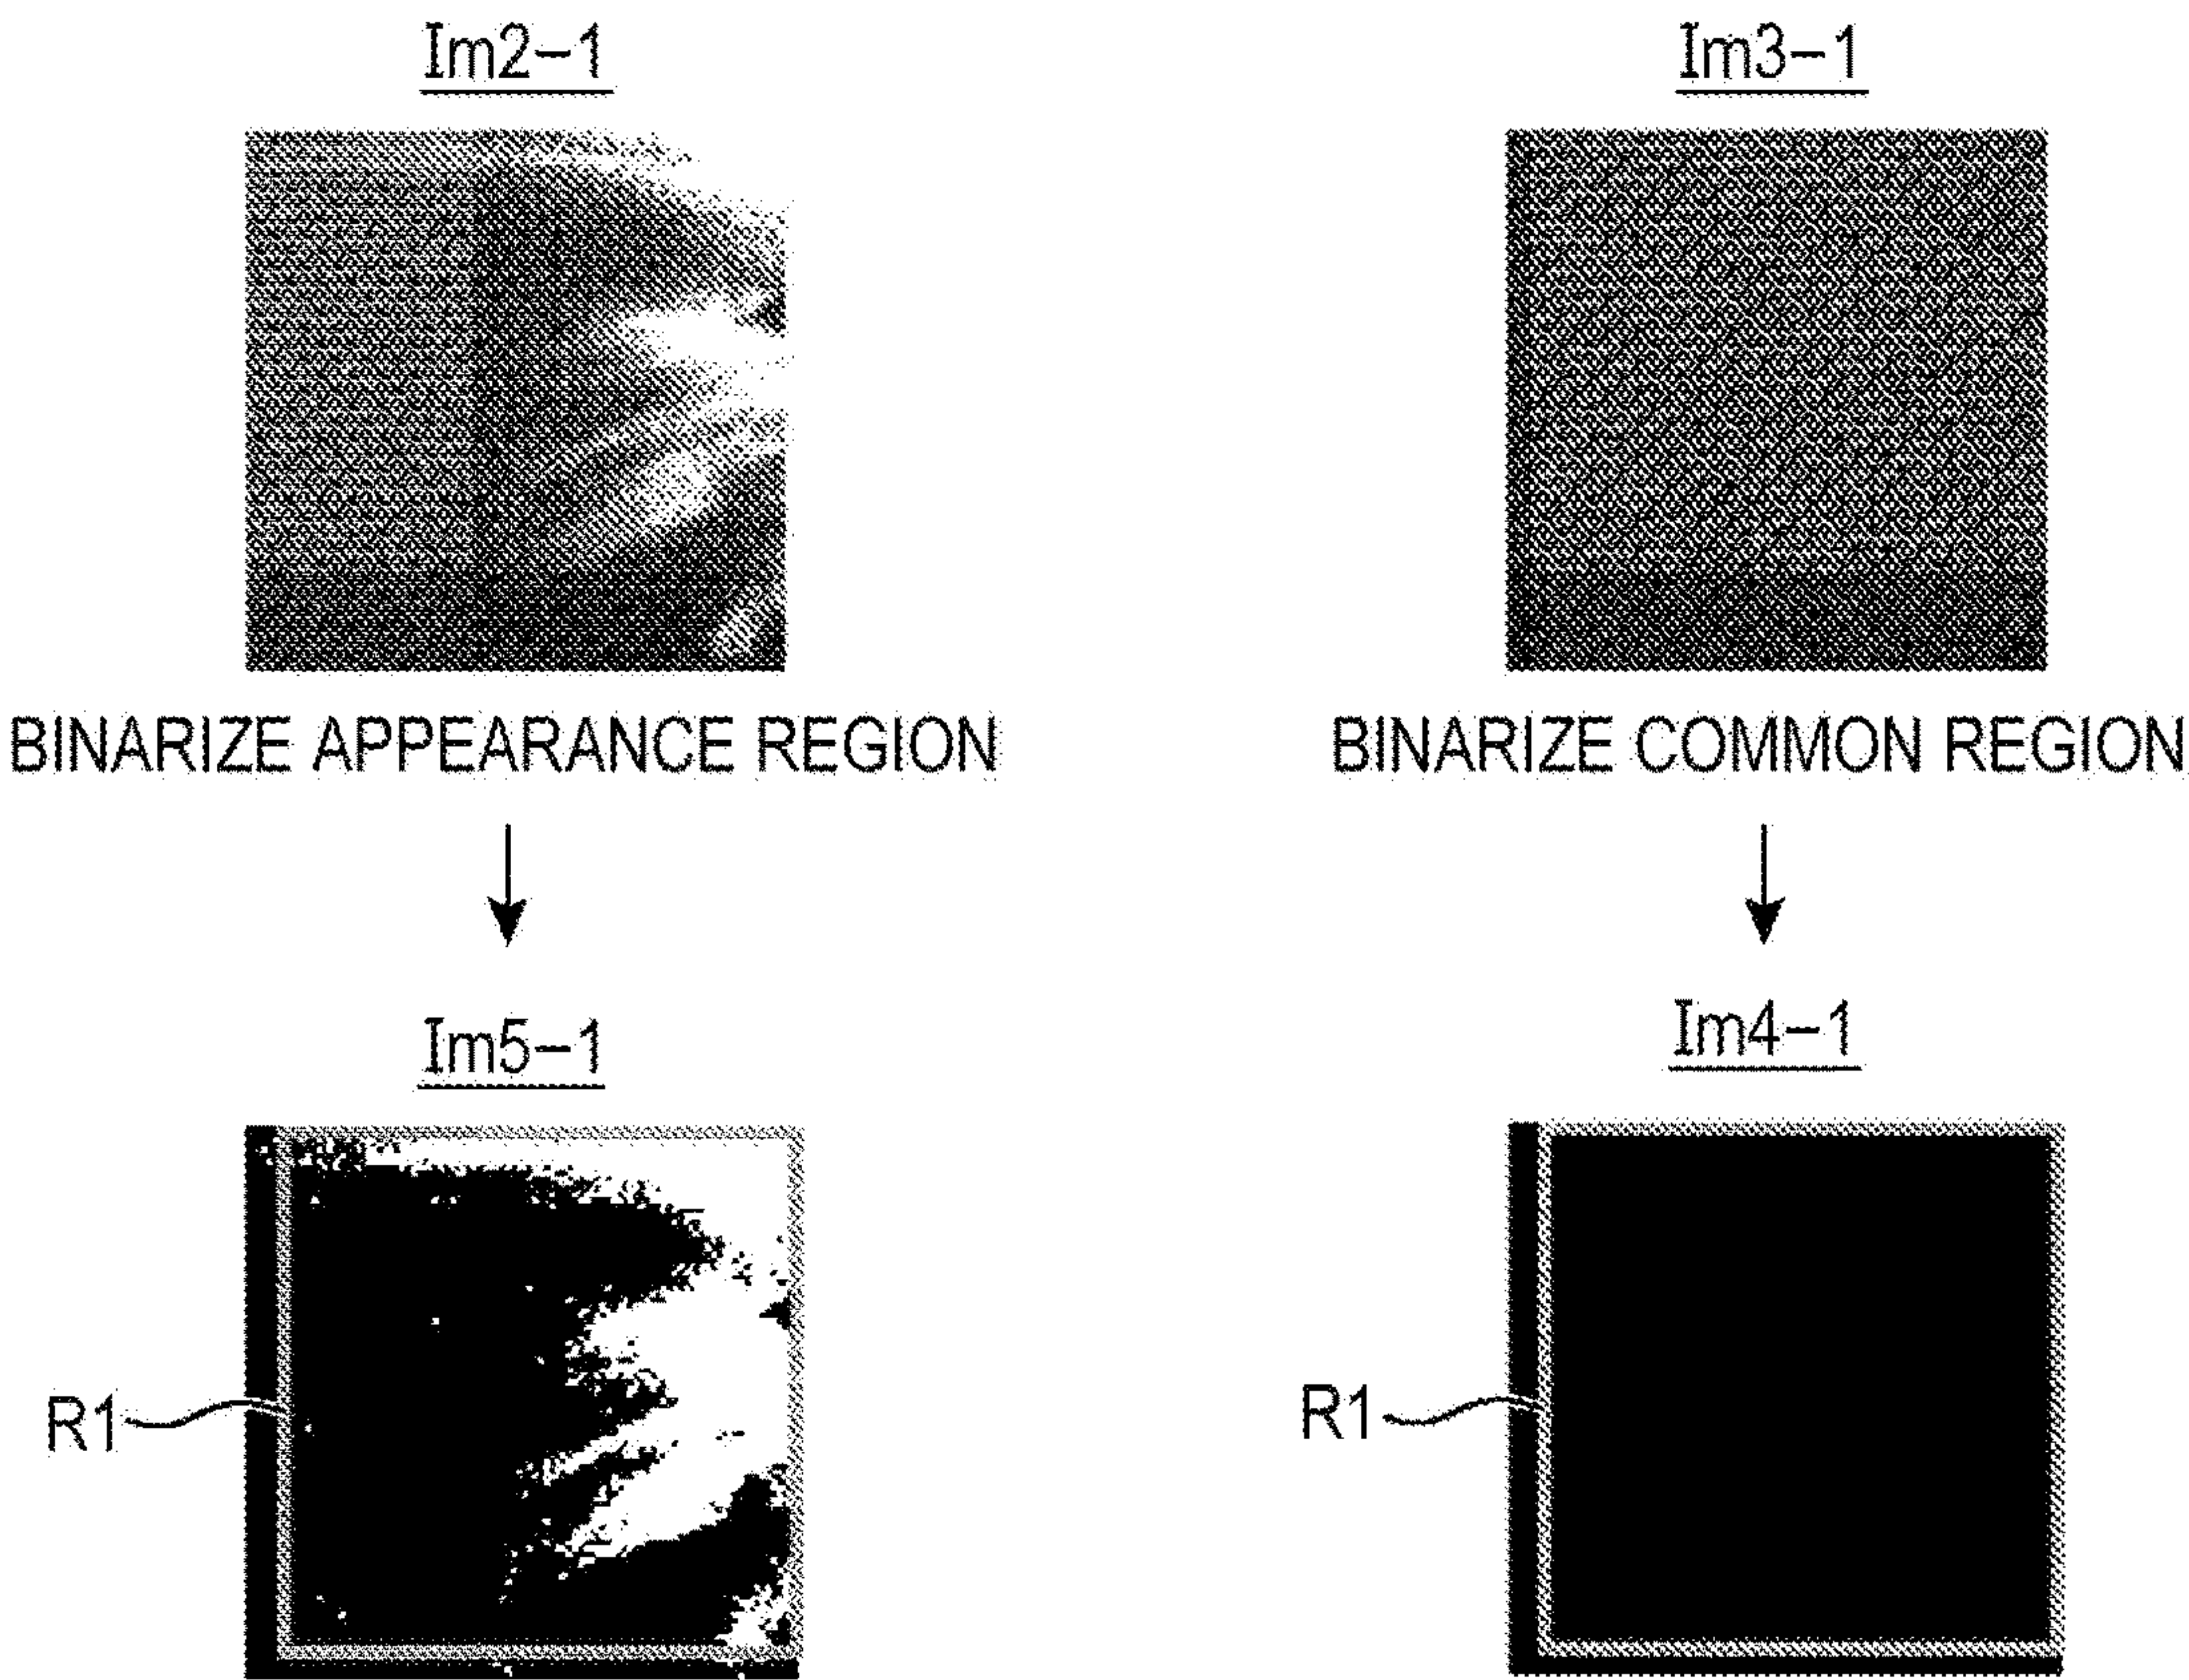 Im2-1
Im3-1
BINARIZE APPEARANCE REGION
BINARIZE COMMON REGION
Im5-1
Im4-1
R1
R1